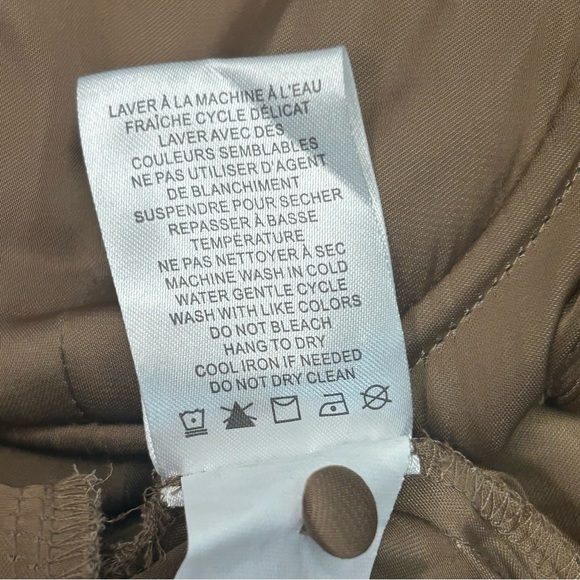 LAVER À LA MACHINE À L'EAU
FRAÎCHE CYCLE DÉLICAT
LAVER AVEC DES
COULEURS SEMBLABLES
NE PAS UTILISER D'AGENT
DE BLANCHIMENT
SUSPENDRE POUR SECHER
REPASSER À BASSE
TEMPÉRATURE
NE PAS NETTOYER À SEC
MACHINE WASH IN COLD
WATER GENTLE CYCLE
WASH WITH LIKE COLORS
DO NOT BLEACH
HANG TO DRY
COOL IRON IF NEEDED
DO NOT DRY CLEAN